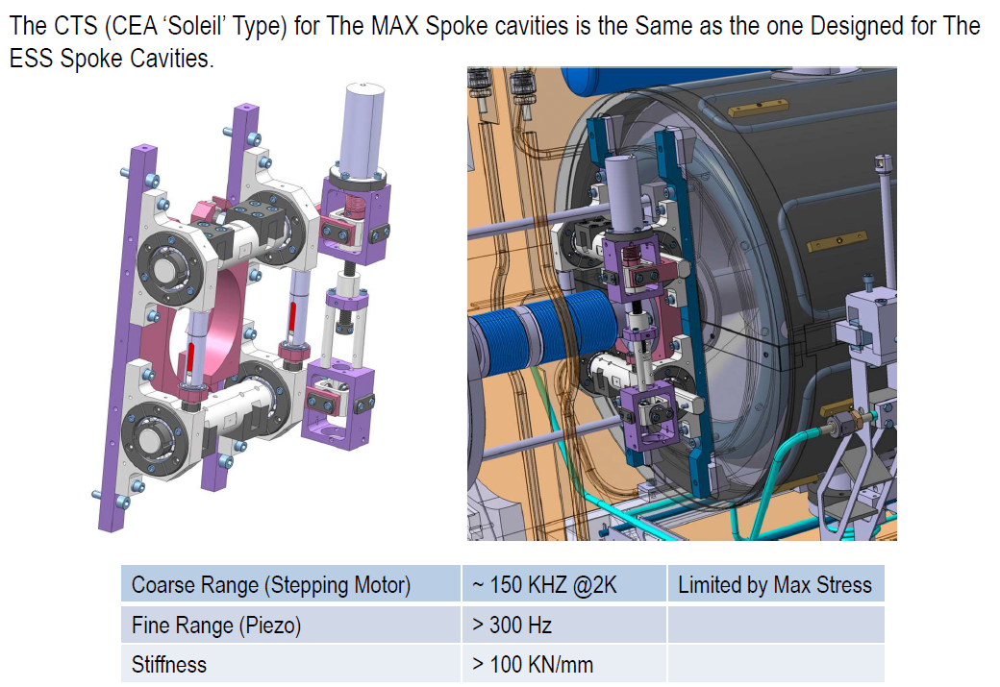 The CTS (CEA ‘Soleil’ Type) for The MAX Spoke cavities is the Same as the one Designed for The
ESS Spoke Cavities.
Coarse Range (Stepping Motor) ~ 150 KHZ @2K Limited by Max Stress
Fine Range (Piezo) > 300 Hz
Stiffness > 100 KN/mm